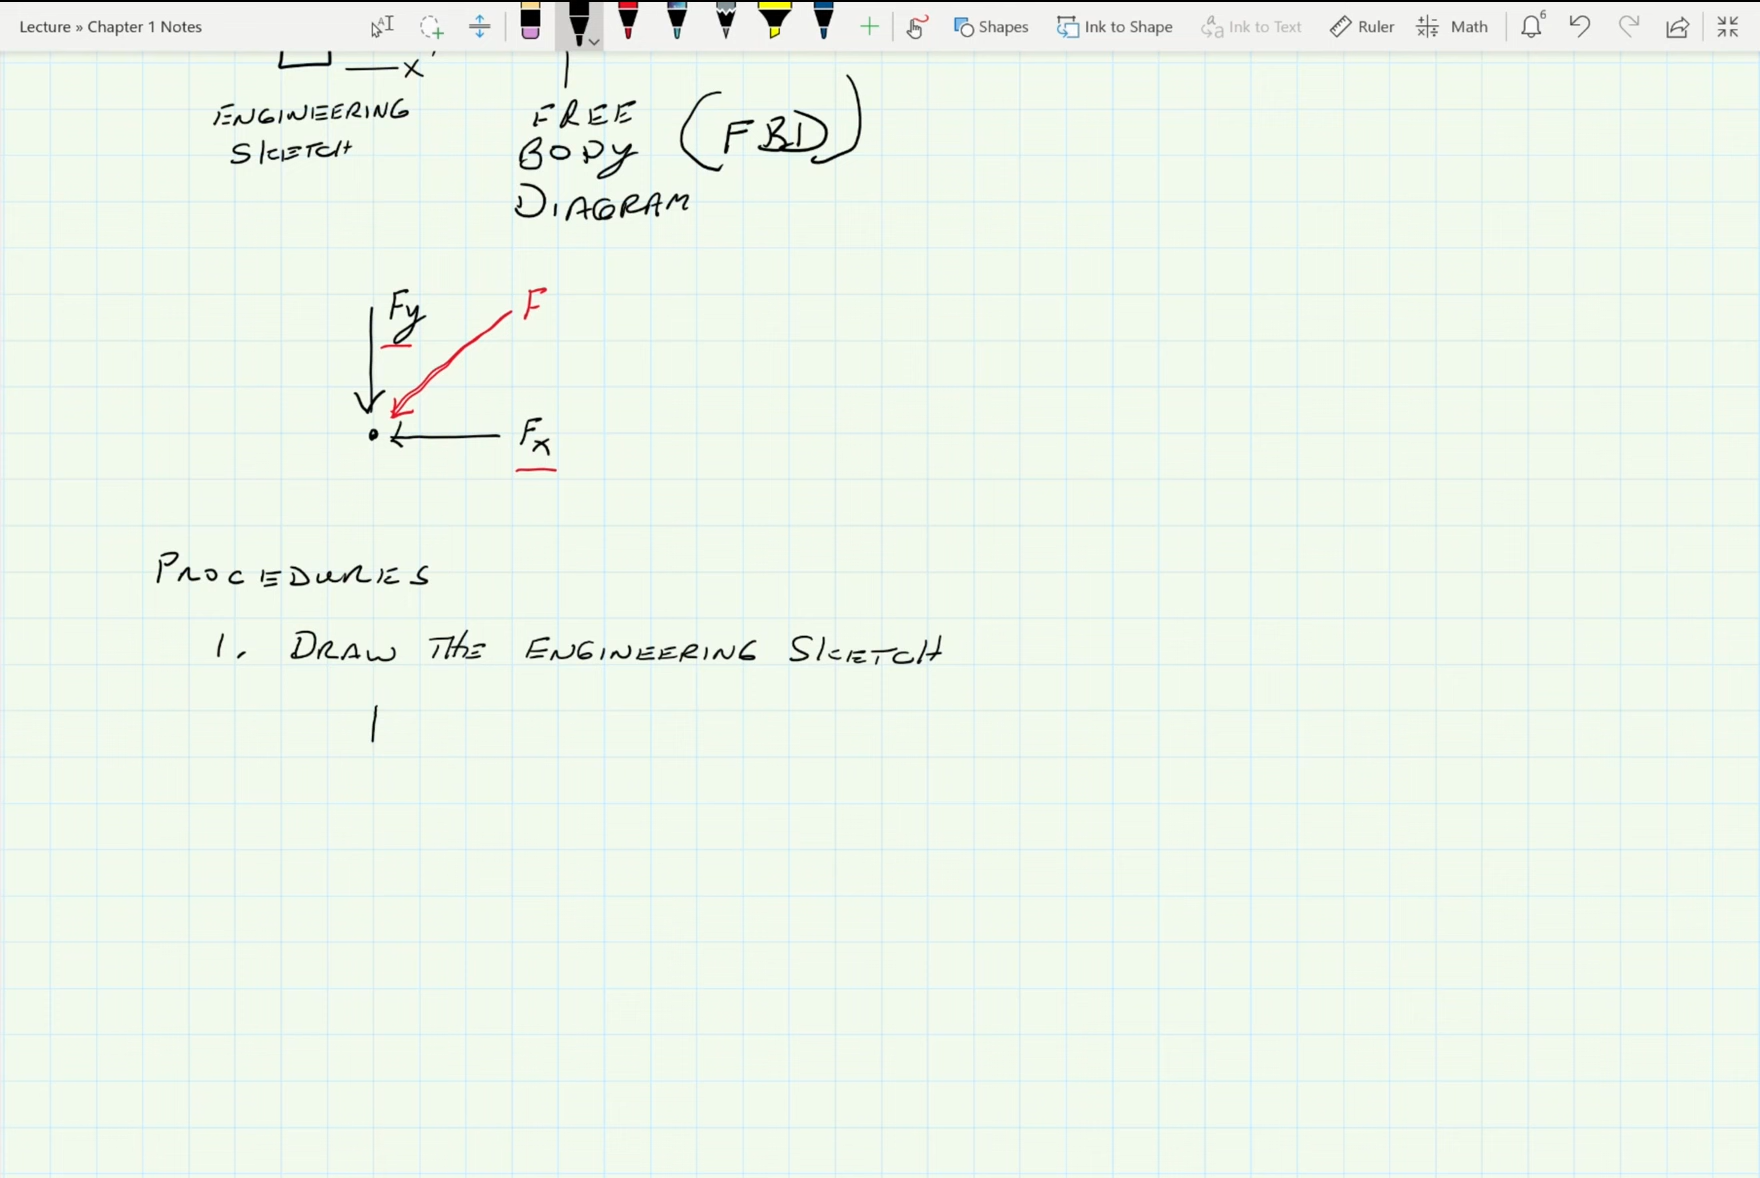 Lecture » Chapter 1 Notes
Shapes
Ink to Shape
Ink to Text
Ruler
Math
6
x
ENGINEERING
SKETCH
FREE
BODY
DIAGRAM
(FBD)
Fy
F
Fx
PROCEDURES
1. DRAW THE ENGINEERING SKETCH